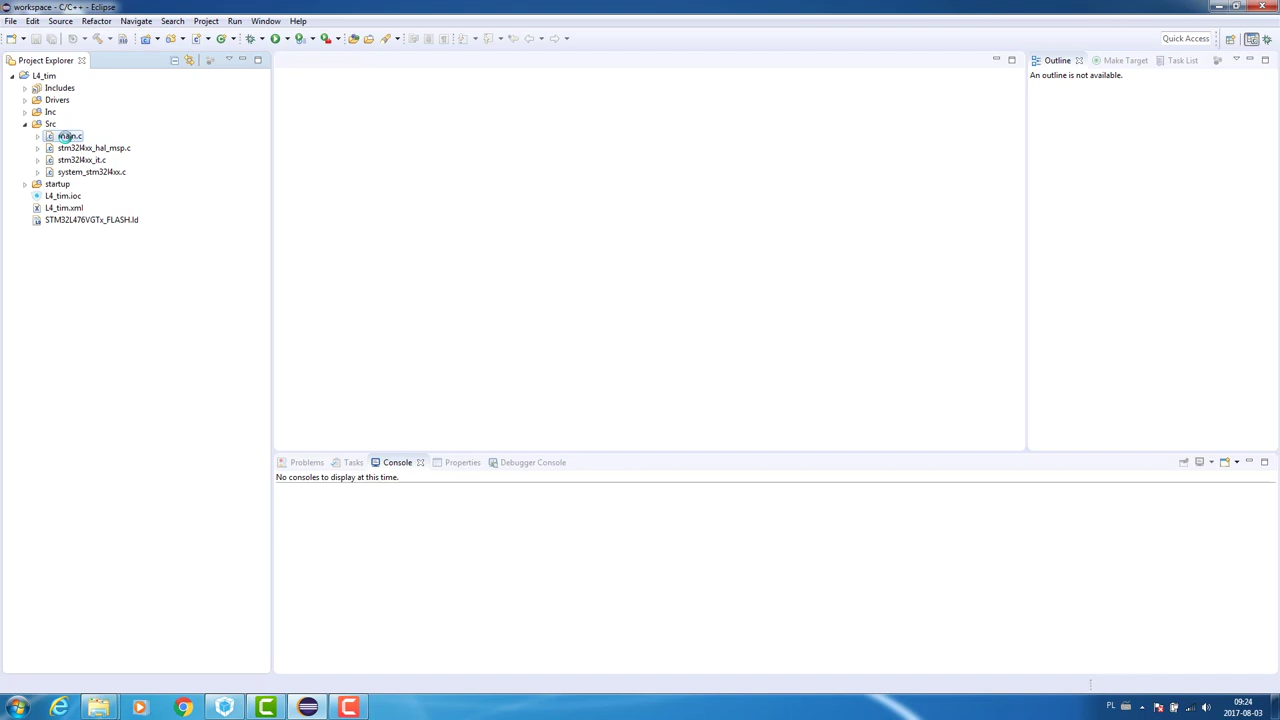 workspace - C/C++ - Eclipse
File Edit Source Refactor Navigate Search Project Run Window Help
Quick Access
Project Explorer
Outline
Make Target
Task List
L4_tim
An outline is not available.
Includes
Drivers
Inc
Src
main.c
stm32l4xx_hal_msp.c
stm32l4xx_it.c
system_stm32l4xx.c
startup
L4_tim.ioc
L4_tim.xml
STM32L476VGTx_FLASH.ld
Problems
Tasks
Console
Properties
Debugger Console
No consoles to display at this time.
PL
09:24
2017-08-03